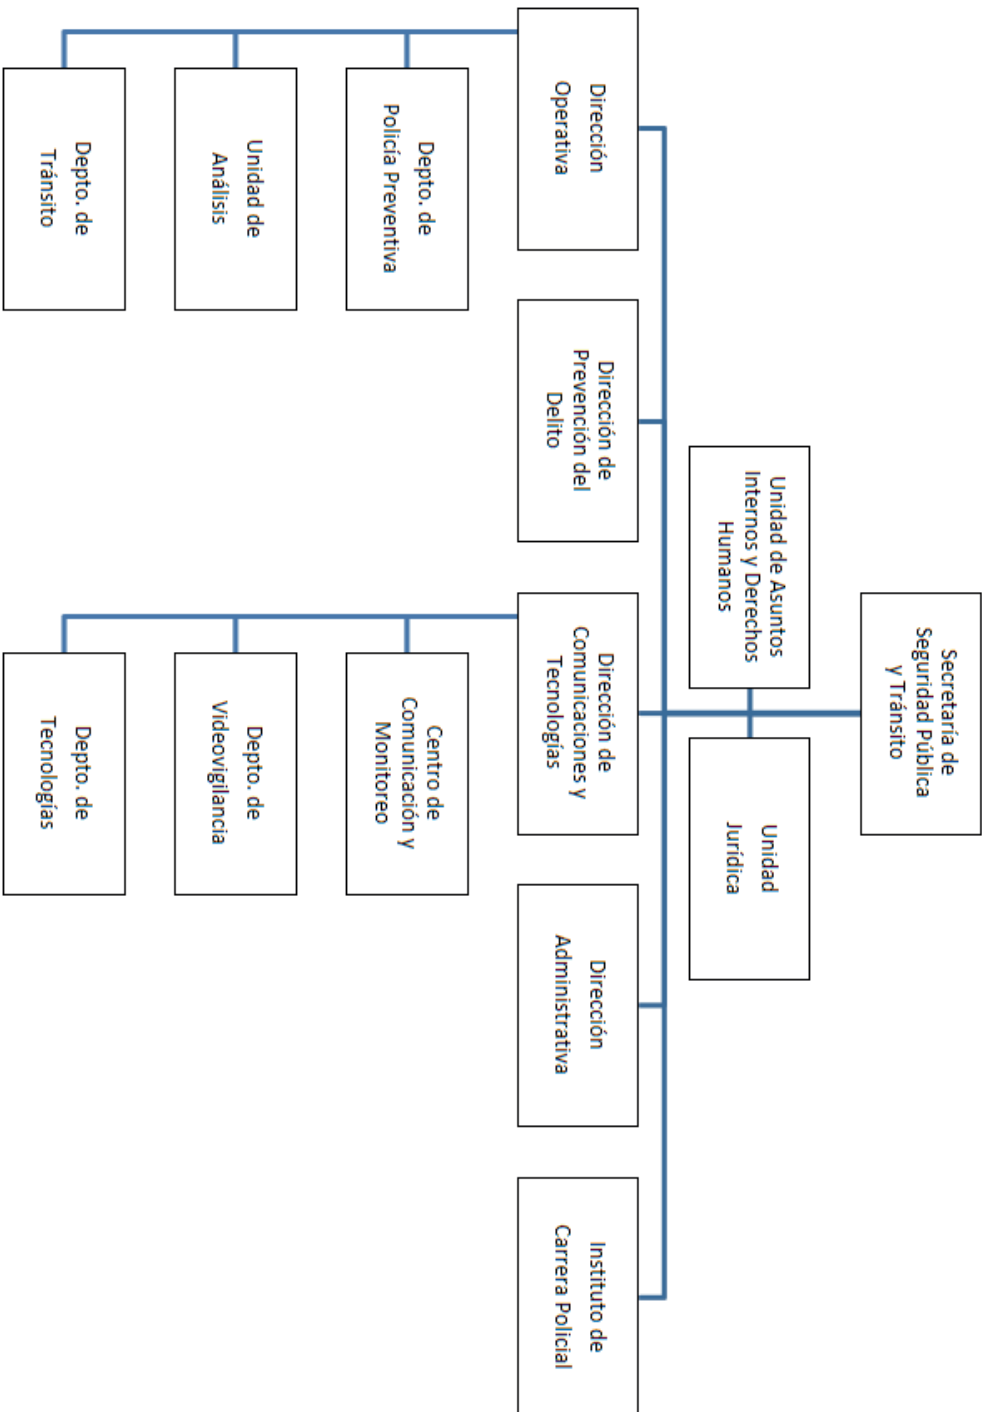 Secretaría de
Seguridad Pública
y Tránsito
Unidad de Asuntos
Internos y Derechos
Humanos
Unidad
Jurídica
Dirección
Operativa
Dirección de
Prevención del
Delito
Dirección de
Comunicaciones y
Tecnologías
Dirección
Administrativa
Instituto de
Carrera Policial
Depto. de
Policía Preventiva
Unidad de
Análisis
Depto. de
Tránsito
Centro de
Comunicación y
Monitoreo
Depto. de
Videovigilancia
Depto. de
Tecnologías